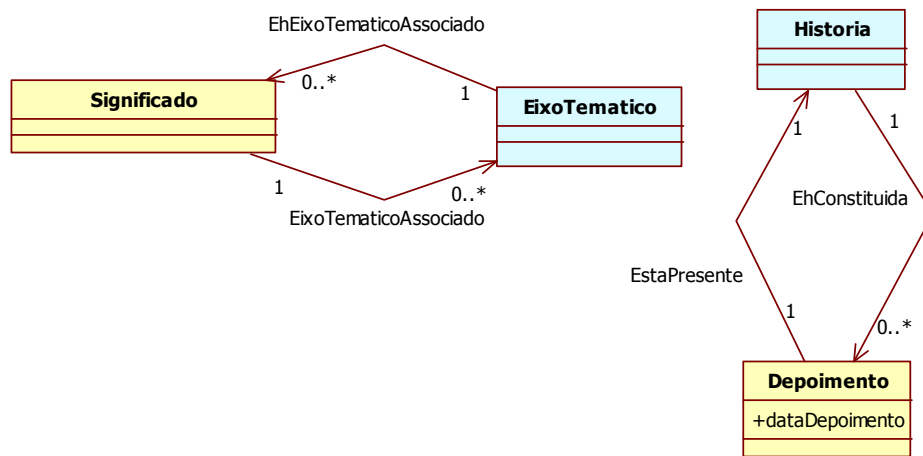 EhEixoTematicoAssociado
0..*
1
Significado
EixoTematico
1
0..*
EixoTematicoAssociado
Historia
1
1
EhConstituida
EstaPresente
1
0..*
Depoimento
+dataDepoimento